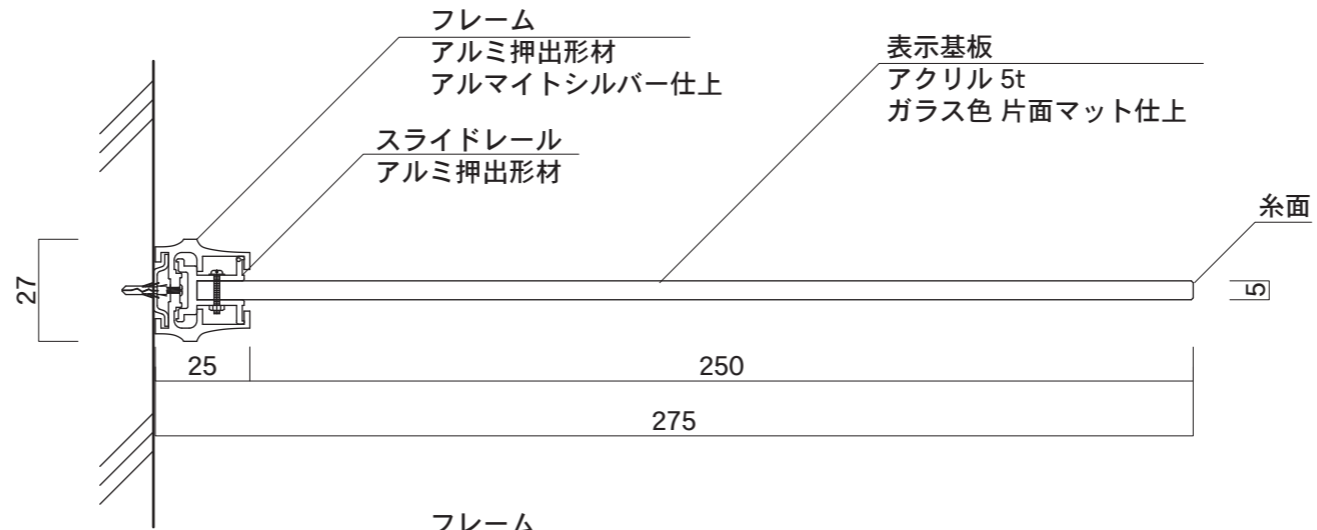 フレーム
アルミ押出形材
アルマイトシルバー仕上
表示基板
アクリル 5t
ガラス色 片面マット仕上
スライドレール
アルミ押出形材
糸面
27
5
25
250
275
フレーム